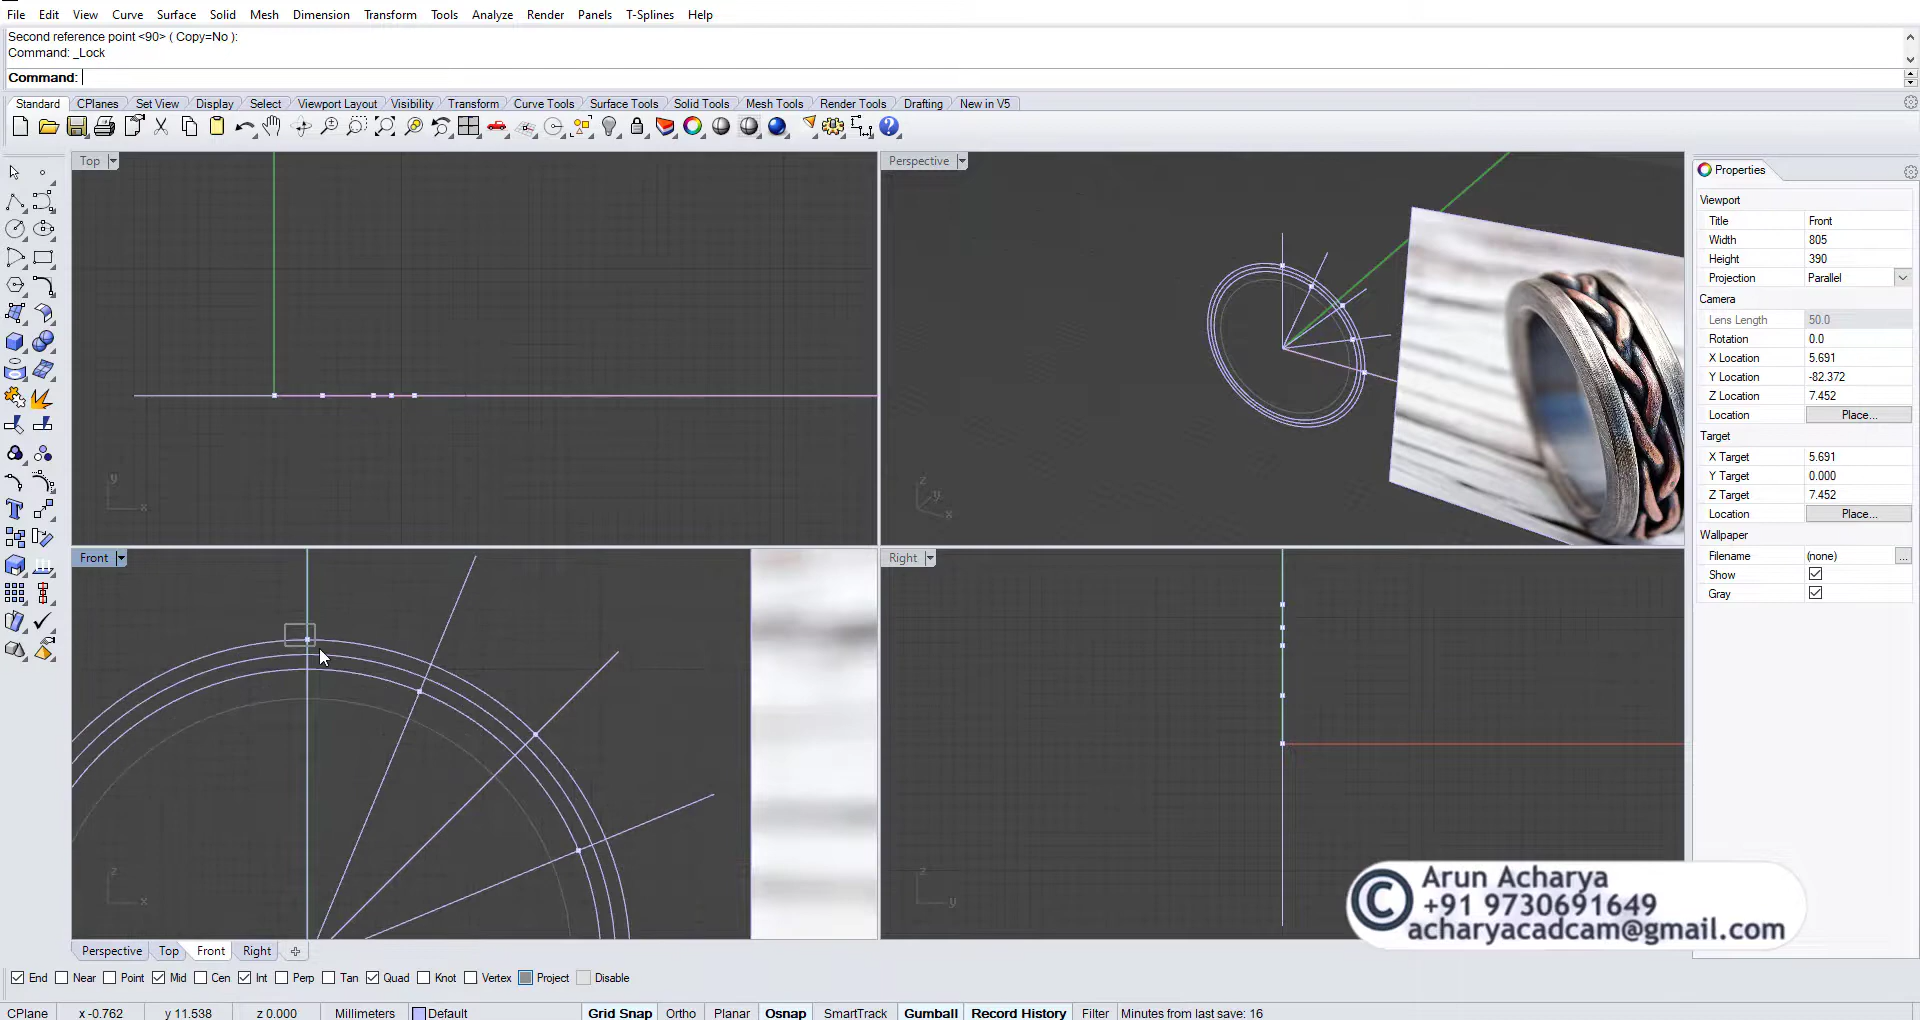 File Edit View Curve Surface Solid Mesh Dimension Transform Tools Analyze Render Panels T-Splines Help
Second reference point <90> ( Copy=No ):
Command: _Lock
Command:
Standard CPlanes Set View Display Select Viewport Layout Visibility Transform Curve Tools Surface Tools Solid Tools Mesh Tools Render Tools Drafting New in V5
Top
Perspective
Properties
Viewport
Title Front
Width 805
Height 390
Projection Parallel
Camera
Lens Length 50.0
Rotation 0.0
X Location 5.691
Y Location -82.372
Z Location 7.452
Location Place...
Target
X Target 5.691
Y Target 0.000
Z Target 7.452
Location Place...
Wallpaper
Filename (none) ...
Show
Gray
y
x
z
y
x
Front
Right
z
x
z
y
© Arun Acharya
+91 9730691649
acharyacadcam@gmail.com
Perspective Top Front Right
End Near Point Mid Cen Int Perp Tan Quad Knot Vertex Project Disable
CPlane x -0.762 y 11.538 z 0.000 Millimeters Default Grid Snap Ortho Planar Osnap SmartTrack Gumball Record History Filter Minutes from last save: 16